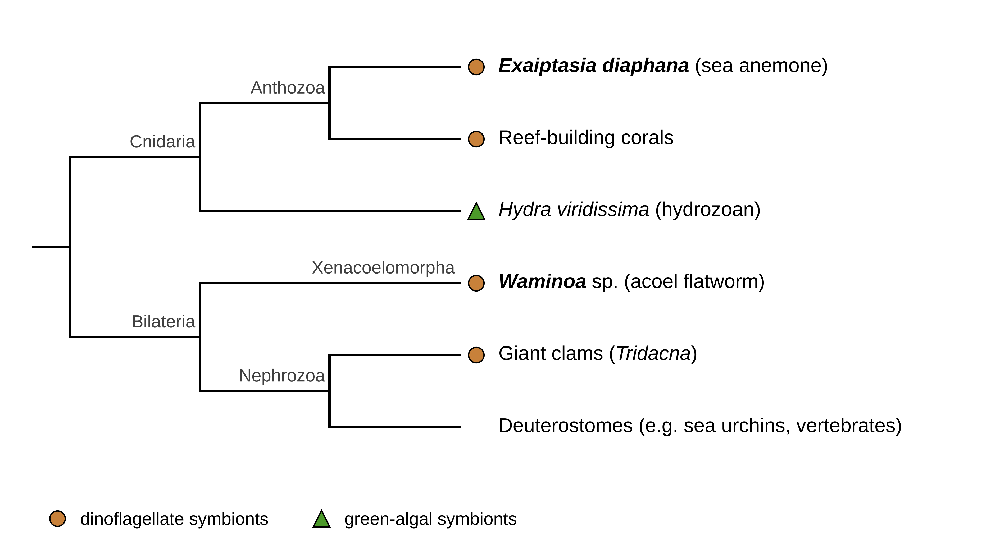 Exaiptasia diaphana (sea anemone)
Anthozoa
Reef-building corals
Cnidaria
Hydra viridissima (hydrozoan)
Xenacoelomorpha
Waminoa sp. (acoel flatworm)
Bilateria
Giant clams (Tridacna)
Nephrozoa
Deuterostomes (e.g. sea urchins, vertebrates)
dinoflagellate symbionts
green-algal symbionts